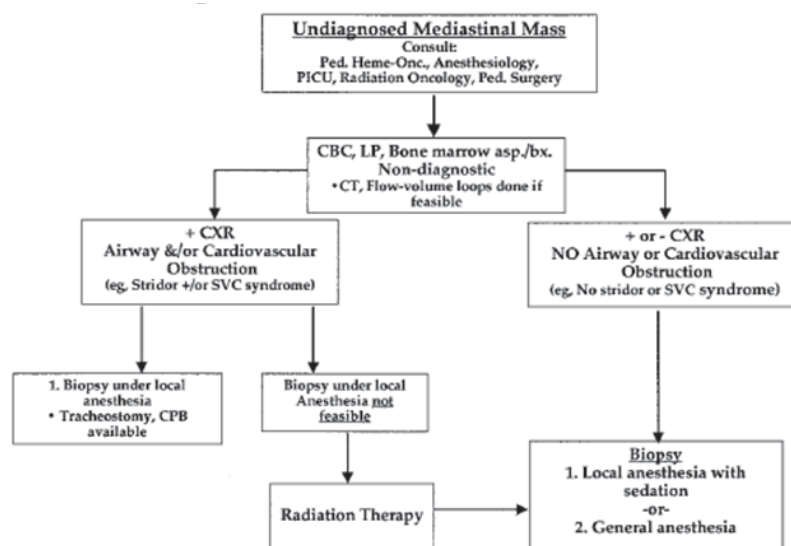 Undiagnosed Mediastinal Mass
Consult:
Ped. Heme-Onc., Anesthesiology,
PICU, Radiation Oncology, Ped. Surgery
CBC, LP, Bone marrow asp./bx.
Non-diagnostic
•CT, Flow-volume loops done if
feasible
+ CXR
Airway &/or Cardiovascular
Obstruction
(eg, Stridor +/or SVC syndrome)
+ or - CXR
NO Airway or Cardiovascular
Obstruction
(eg, No stridor or SVC syndrome)
1. Biopsy under local
anesthesia
• Tracheostomy, CPB
available
Biopsy under local
Anesthesia not
feasible
Radiation Therapy
Biopsy
1. Local anesthesia with
sedation
-or-
2. General anesthesia